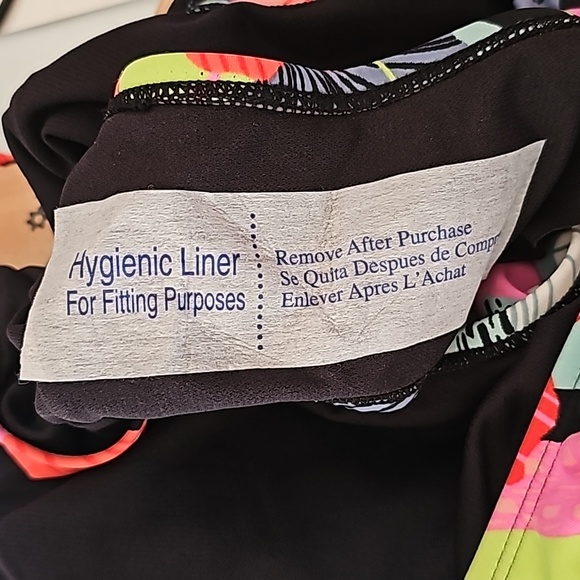 Hygienic Liner
For Fitting Purposes
Remove After Purchase
Se Quita Despues de Compr
Enlever Apres L'Achat